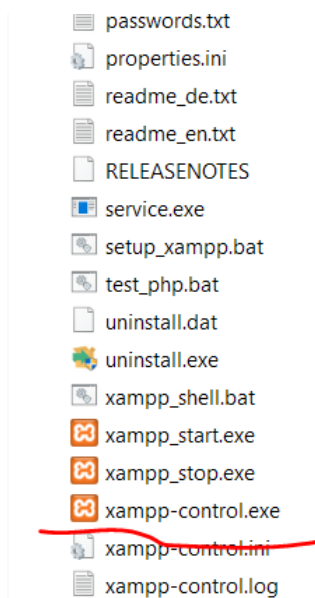 passwords.txt
properties.ini
readme_de.txt
readme_en.txt
RELEASENOTES
service.exe
setup_xampp.bat
test_php.bat
uninstall.dat
uninstall.exe
xampp_shell.bat
xampp_start.exe
xampp_stop.exe
xampp-control.exe
xampp-control.ini
xampp-control.log